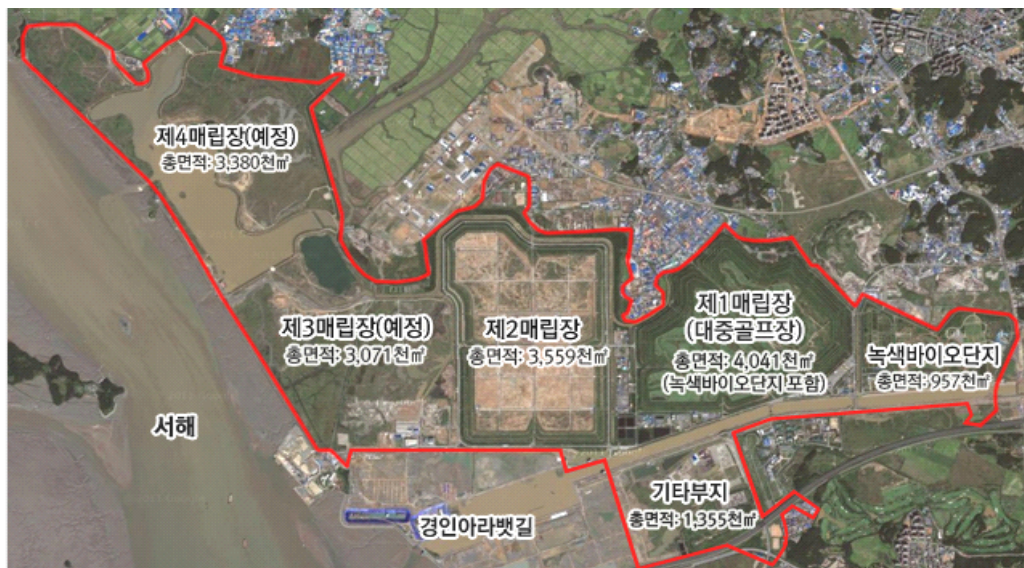 제4매립장(예정)
총면적: 3,380천㎡
제3매립장(예정)
총면적: 3,071천㎡
제2매립장
총면적: 3,559천㎡
제1매립장
(대중골프장)
총면적: 4,041천㎡
(녹색바이오단지 포함)
녹색바이오단지
총면적: 957천㎡
서해
기타부지
총면적: 1,355천㎡
경인아라뱃길